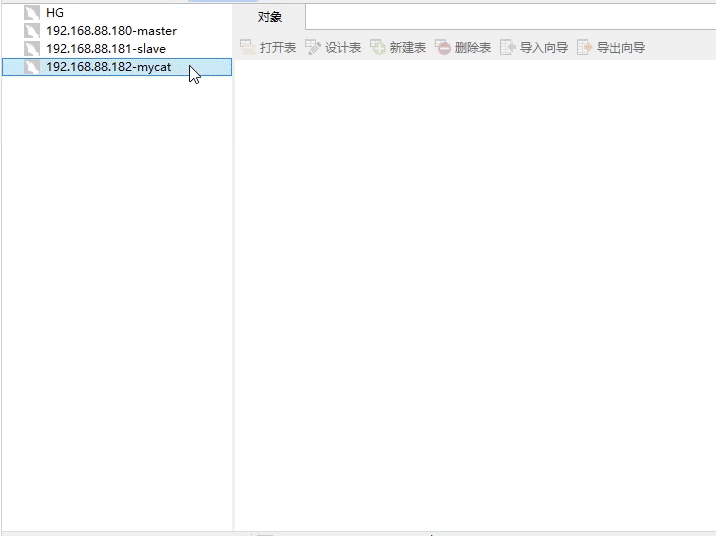 HG
192.168.88.180-master
192.168.88.181-slave
192.168.88.182-mycat
对象
打开表 设计表 新建表 删除表 导入向导 导出向导